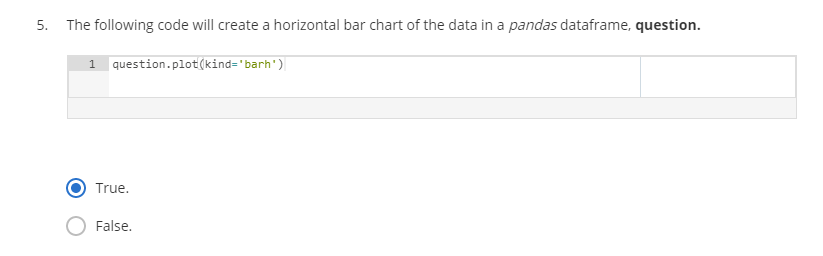 5. The following code will create a horizontal bar chart of the data in a pandas dataframe, question.
1 question.plot(kind='barh')
True.
False.